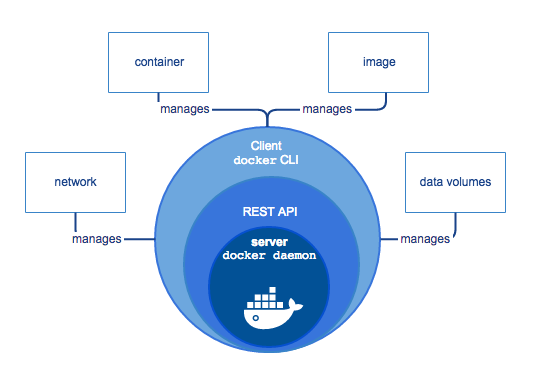 container
image
manages
manages
Client
docker CLI
network
data volumes
REST API
manages
manages
server
docker daemon